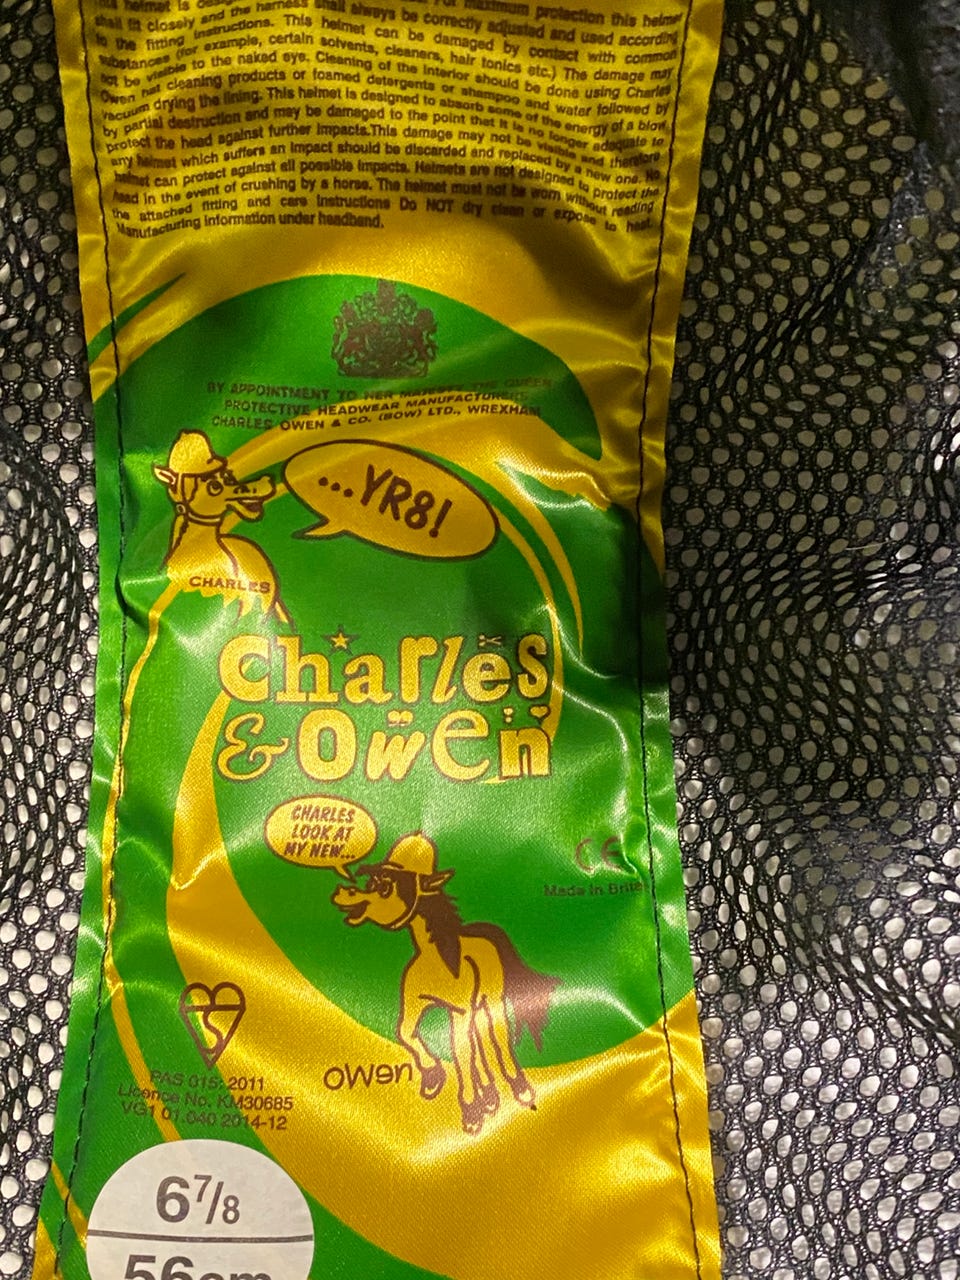 helmet is For maximum protection this helmet
shall fit closely and the harness shall always be correctly adjusted and used according
to the fitting instructions. This helmet can be damaged by contact with common
substances (for example, certain solvents, cleaners, hair tonics etc.) The damage may
not be visible to the naked eye. Cleaning of the interior should be done using Charles
Owen hat cleaning products or foamed detergents or shampoo and water followed by
vacuum drying the lining. This helmet is designed to absorb some of the energy of a blow
by partial destruction and may be damaged to the point that it is no longer adequate to
protect the head against further impacts.This damage may not be visible and therefore
any helmet which suffers an impact should be discarded and replaced by a new one. No
helmet can protect against all possible impacts. Helmets are not designed to protect the
head in the event of crushing by a horse. The helmet must not be worn without reading
the attached fitting and care instructions Do NOT dry clean or expose to heat.
Manufacturing information under headband.
BY APPOINTMENT TO HER MAJESTY THE QUEEN
PROTECTIVE HEADWEAR MANUFACTURERS
CHARLES OWEN & CO. (BOW) LTD., WREXHAM
...YR8!
CHARLES
Charles
& Owen
CHARLES
LOOK AT
MY NEW...
CE
Made in
owen
PAS 015: 2011
Licence No. KM30685
VG1 01.040 2014-12
6 7/8
56cm